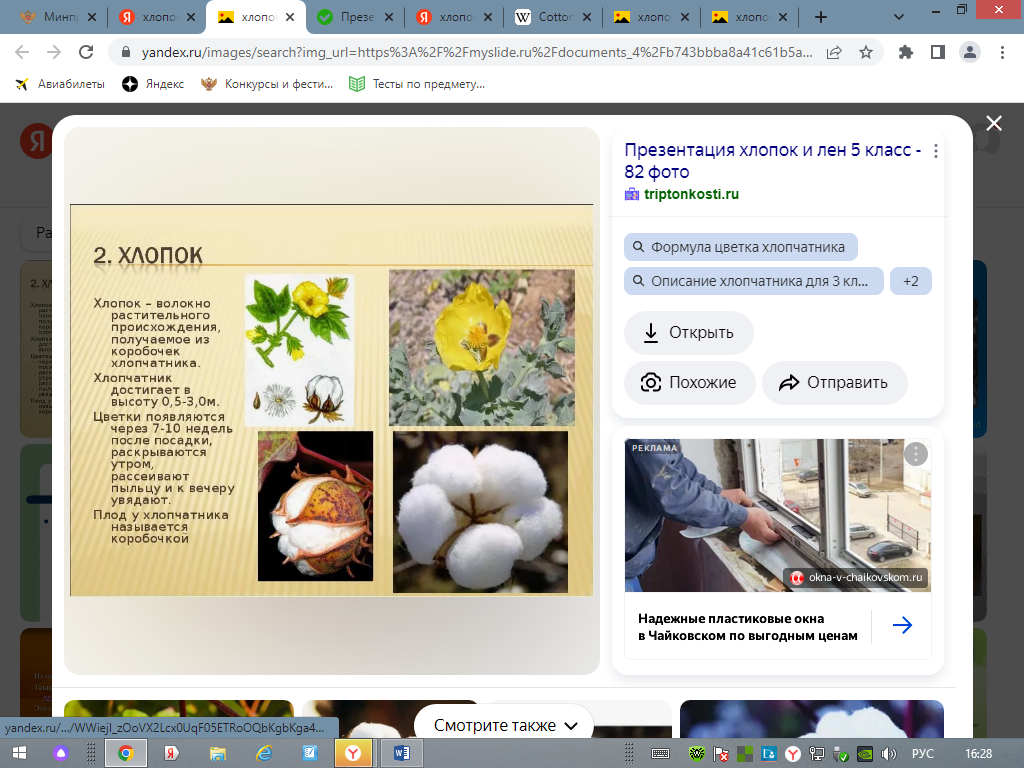 Минпр
хлопо
хлопо
Презе
хлопо
Cotto
хлопо
хлопо
yandex.ru/images/search?img_url=https%3A%2F%2Fmyslide.ru%2Fdocuments_4%2Fb743bbba8a41c61b5a...
Авиабилеты
Яндекс
Конкурсы и фести...
Тесты по предмету...
Я
Ра
2. ХЛОПОК
Хлопок – волокно
растительного
происхождения,
получаемое из
коробочек
хлопчатника.
Хлопчатник
достигает в
высоту 0,5-3,0м.
Цветки появляются
через 7-10 недель
после посадки,
раскрываются
утром,
рассеивают
пыльцу и к вечеру
увядают.
Плод у хлопчатника
называется
коробочкой
Презентация хлопок и лен 5 класс -
82 фото
triptonkosti.ru
Формула цветка хлопчатника
Описание хлопчатника для 3 кл...
+2
Открыть
Похожие
Отправить
РЕКЛАМА
okna-v-chaikovskom.ru
Надежные пластиковые окна
в Чайковском по выгодным ценам
Смотрите также
РУС
16:28